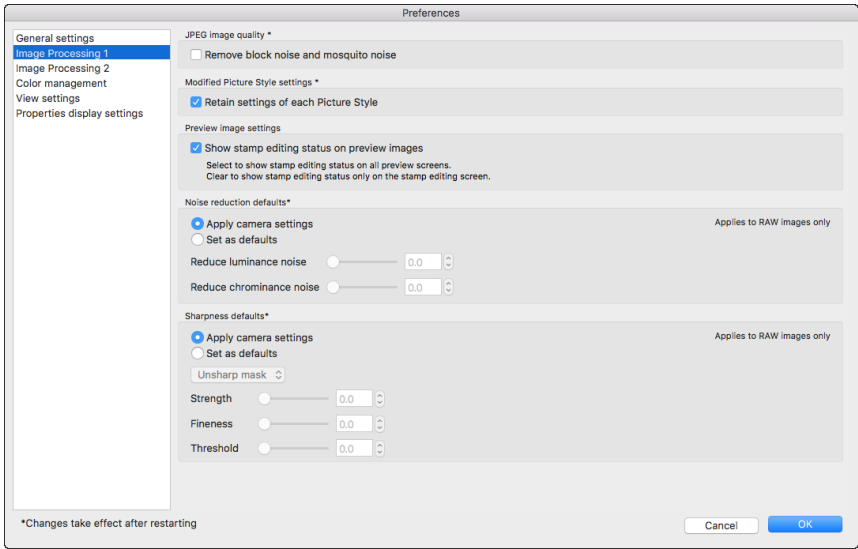 Preferences
General settings
Image Processing 1
Image Processing 2
Color management
View settings
Properties display settings
JPEG image quality *
Remove block noise and mosquito noise
Modified Picture Style settings *
Retain settings of each Picture Style
Preview image settings
Show stamp editing status on preview images
Select to show stamp editing status on all preview screens.
Clear to show stamp editing status only on the stamp editing screen.
Noise reduction defaults*
Apply camera settings
Applies to RAW images only
Set as defaults
Reduce luminance noise 0.0
Reduce chrominance noise 0.0
Sharpness defaults*
Apply camera settings
Applies to RAW images only
Set as defaults
Unsharp mask
Strength 0.0
Fineness 0.0
Threshold 0.0
*Changes take effect after restarting
Cancel
OK